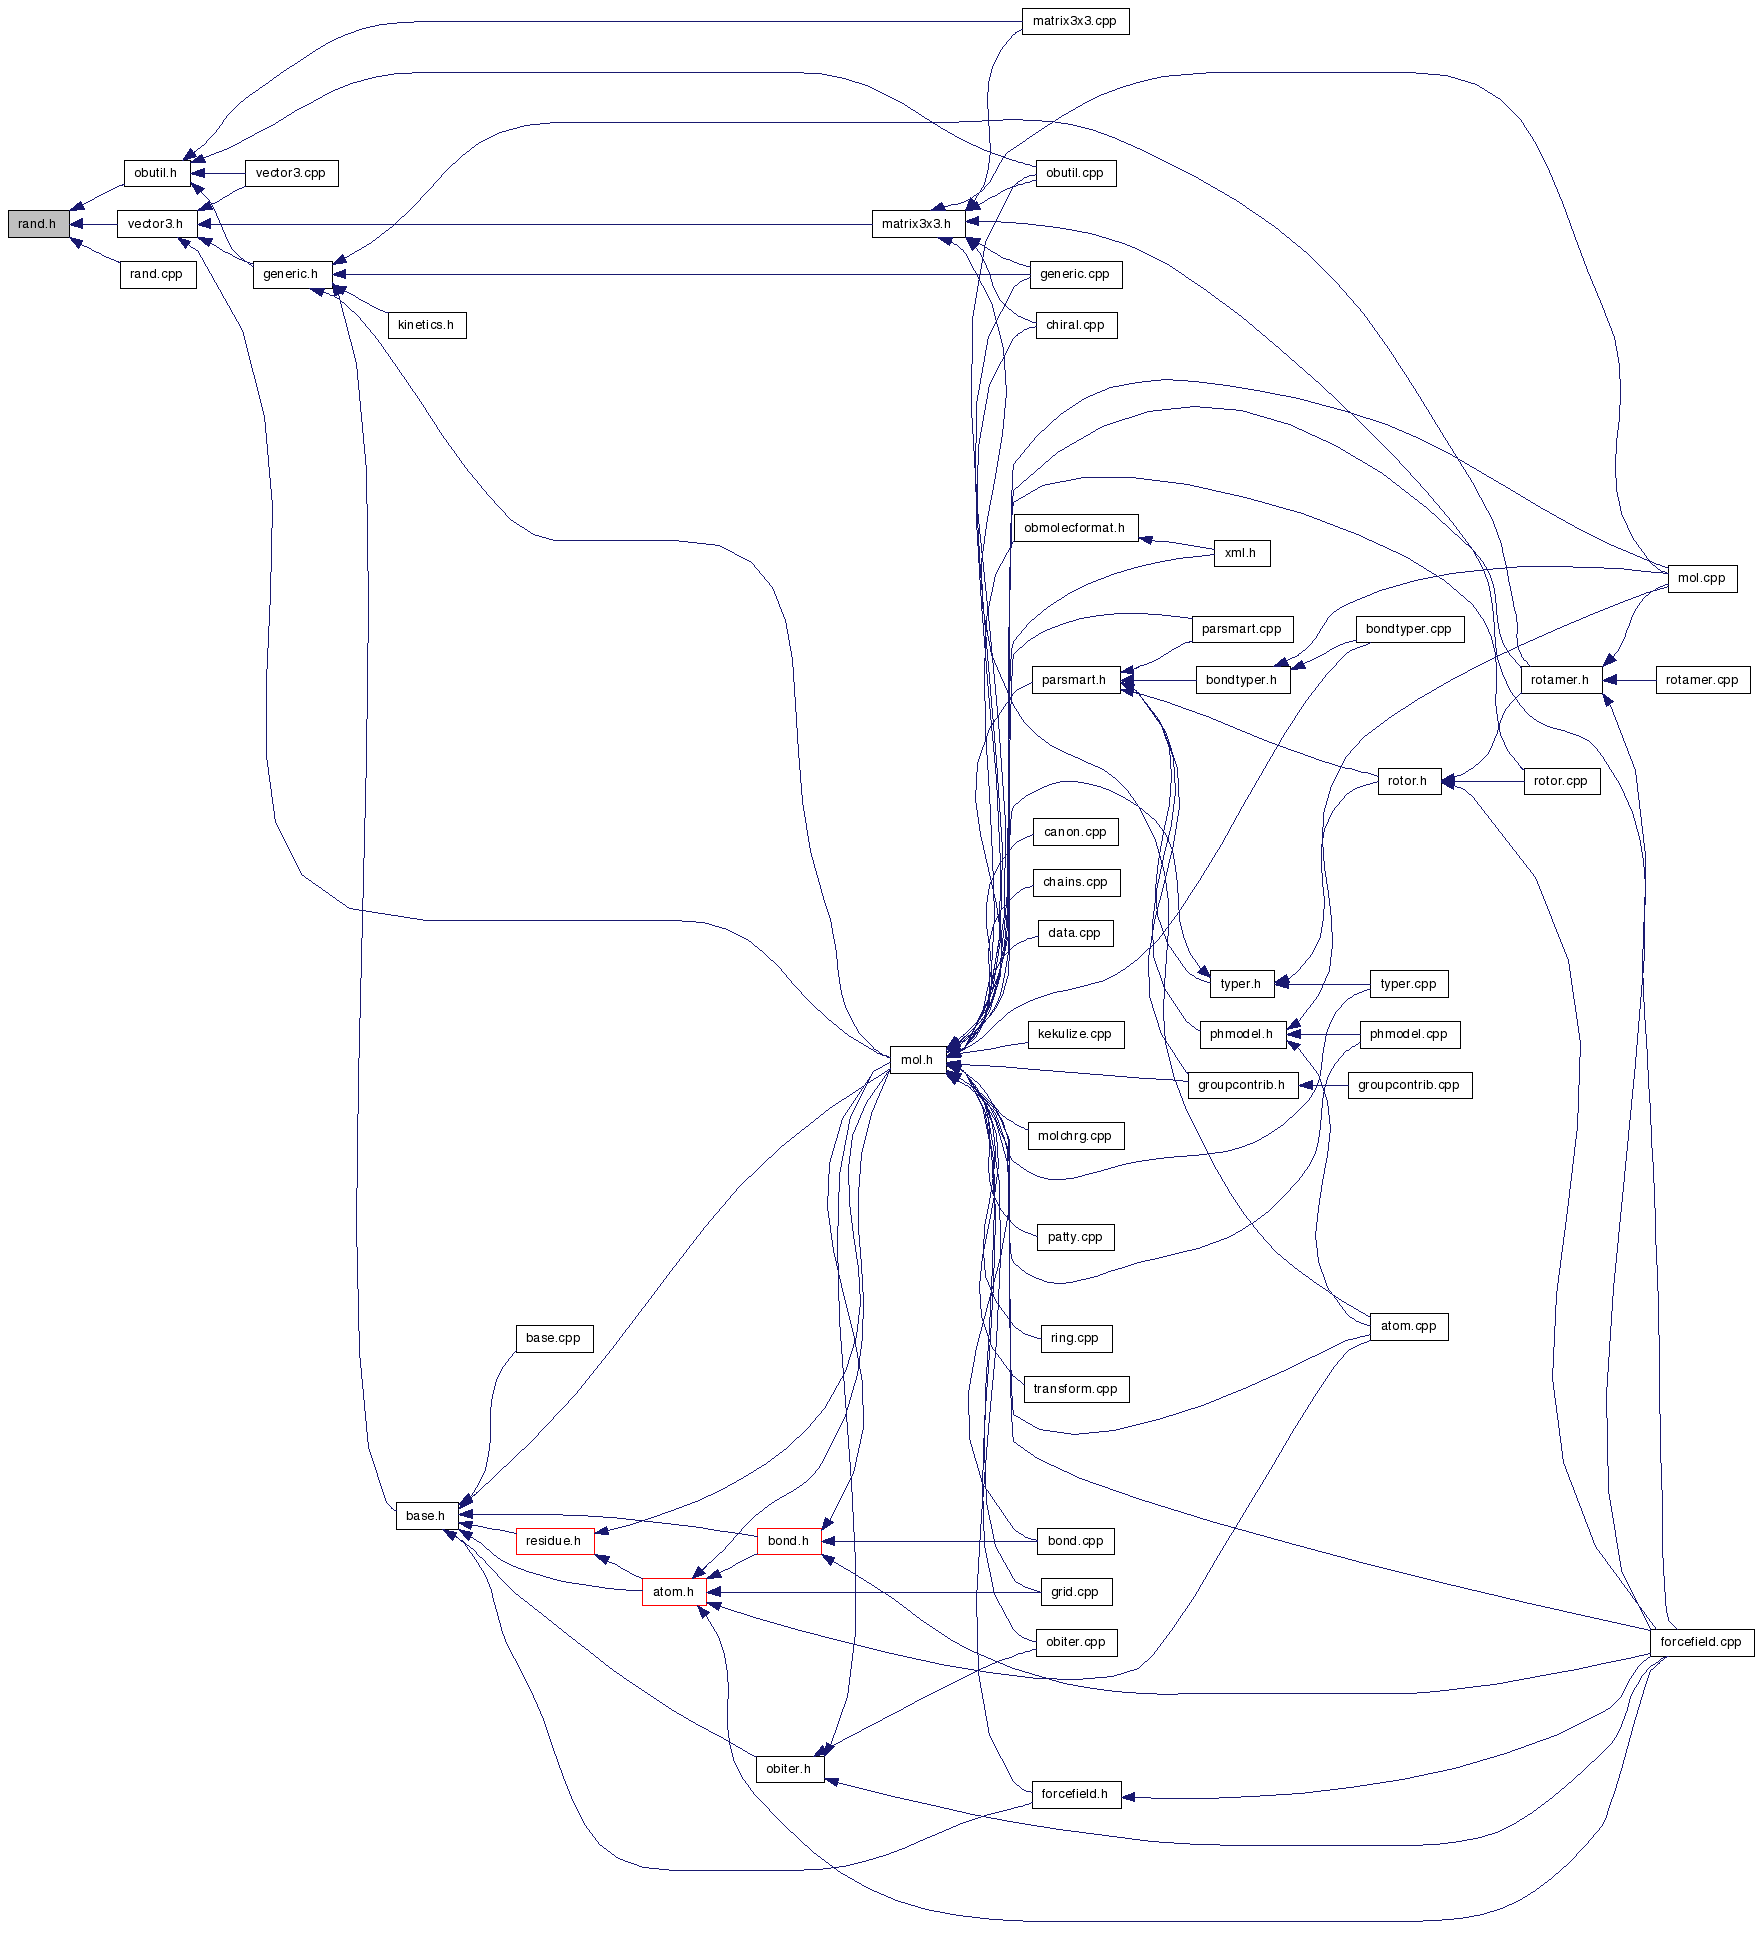 matrix3x3.cpp
obutil.h
vector3.cpp
obutil.cpp
rand.h
vector3.h
matrix3x3.h
rand.cpp
generic.h
generic.cpp
kinetics.h
chiral.cpp
obmolecformat.h
xml.h
mol.cpp
parsmart.cpp
bondtyper.cpp
parsmart.h
bondtyper.h
rotamer.h
rotamer.cpp
rotor.h
rotor.cpp
canon.cpp
chains.cpp
data.cpp
typer.h
typer.cpp
kekulize.cpp
phmodel.h
phmodel.cpp
mol.h
groupcontrib.h
groupcontrib.cpp
molchrg.cpp
patty.cpp
atom.cpp
base.cpp
ring.cpp
transform.cpp
base.h
residue.h
bond.h
bond.cpp
atom.h
grid.cpp
obiter.cpp
forcefield.cpp
obiter.h
forcefield.h